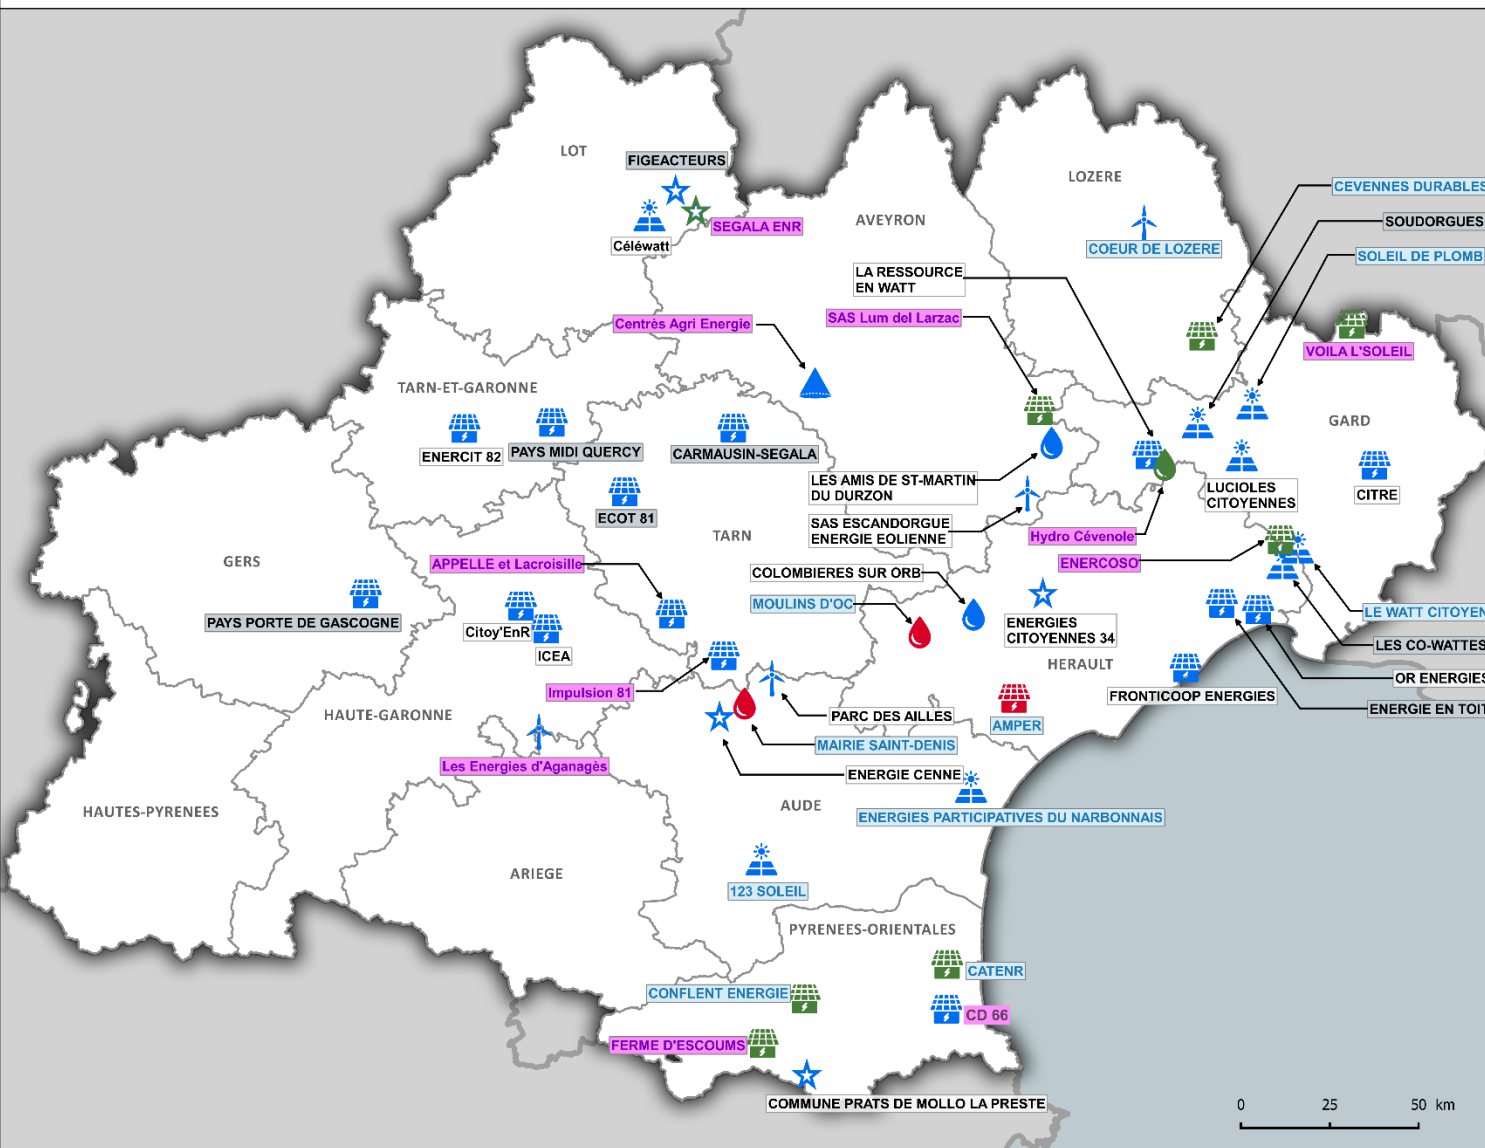 LOT
FIGEACTEURS
SEGALA ENR
Céléwatt
AVEYRON
LOZERE
COEUR DE LOZERE
CEVENNES DURABLES
SOUDORGUES
SOLEIL DE PLOMB
LA RESSOURCE
EN WATT
SAS Lum del Larzac
Centrès Agri Energie
VOILA L'SOLEIL
TARN-ET-GARONNE
ENERCIT 82
PAYS MIDI QUERCY
CARMAUSIN-SEGALA
GARD
LES AMIS DE ST-MARTIN
DU DURZON
LUCIOLES
CITOYENNES
CITRE
ECOT 81
TARN
SAS ESCANDORGUE
ENERGIE EOLIENNE
Hydro Cévenole
ENERCOSO
GERS
APPELLE et Lacroisille
COLOMBIERES SUR ORB
MOULINS D'OC
PAYS PORTE DE GASCOGNE
Citoy'EnR
ICEA
ENERGIES
CITOYENNES 34
HERAULT
LE WATT CITOYEN
LES CO-WATTES
OR ENERGIES
ENERGIE EN TOIT
FRONTICOOP ENERGIES
Impulsion 81
HAUTE-GARONNE
PARC DES AILLES
AMPER
MAIRIE SAINT-DENIS
Les Energies d'Aganagès
ENERGIE CENNE
HAUTES-PYRENEES
AUDE
ENERGIES PARTICIPATIVES DU NARBONNAIS
ARIEGE
123 SOLEIL
PYRENEES-ORIENTALES
CATENR
CONFLENT ENERGIE
CD 66
FERME D'ESCOUMS
COMMUNE PRATS DE MOLLO LA PRESTE
0 25 50 km